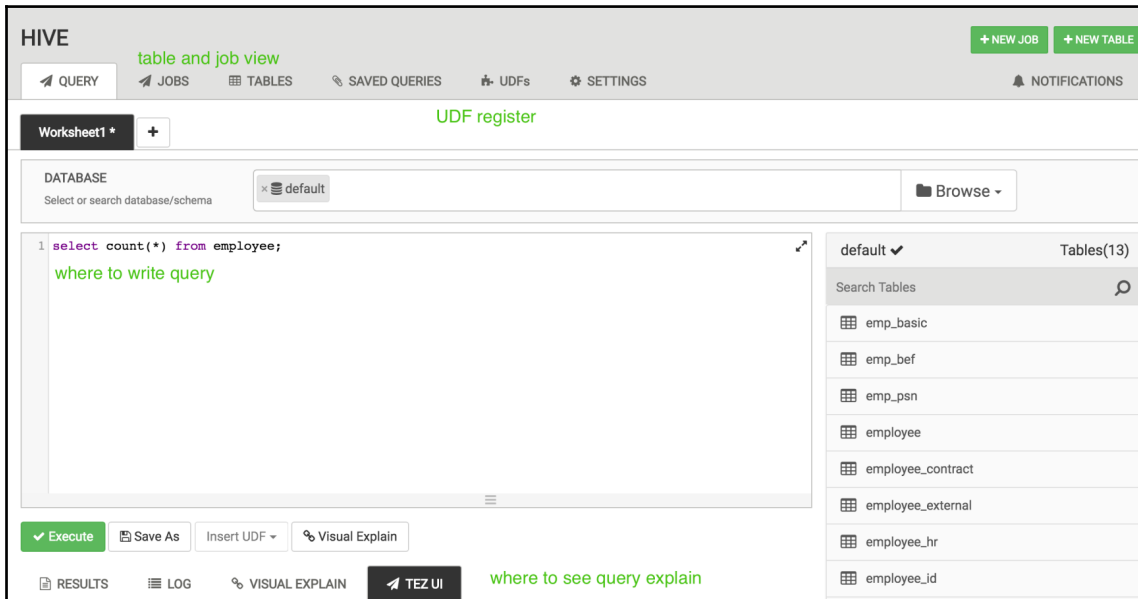 HIVE
+ NEW JOB + NEW TABLE
table and job view
QUERY JOBS TABLES SAVED QUERIES UDFs SETTINGS NOTIFICATIONS
UDF register
Worksheet1 * +
DATABASE
Select or search database/schema
× default
Browse
1 select count(*) from employee;
where to write query
default Tables(13)
Search Tables
emp_basic
emp_bef
emp_psn
employee
employee_contract
employee_external
employee_hr
employee_id
Execute Save As Insert UDF Visual Explain
RESULTS LOG VISUAL EXPLAIN TEZ UI where to see query explain